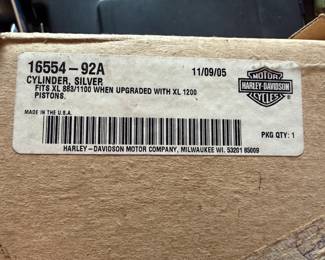 16554-92A 11/09/05
CYLINDER, SILVER
FITS XL 883/1100 WHEN UPGRADED WITH XL 1200
PISTONS.
MOTOR
HARLEY-DAVIDSON
CYCLES
MADE IN THE U.S.A.
PKG QTY: 1
HARLEY-DAVIDSON MOTOR COMPANY, MILWAUKEE WI. 53201 85009